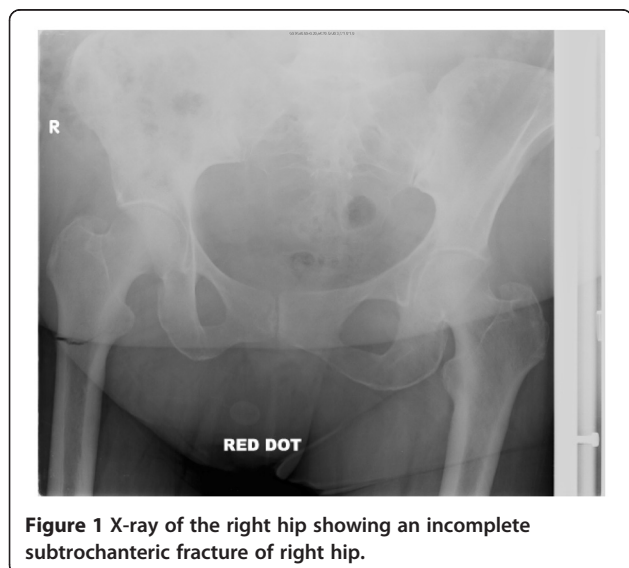 R
RED DOT
Figure 1 X-ray of the right hip showing an incomplete
subtrochanteric fracture of right hip.